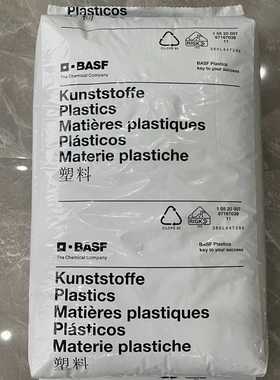 Plásticos
BASF
The Chemical Company
BASF Plastics
key to your success
Kunststoffe
Plastics
Matières plastiques
Plásticos
Materie plastiche
塑料
BASF
The Chemical Company
BASF Plastics
key to your success
Kunststoffe
Plastics
Matières plastiques
Plásticos
Materie plastiche
塑料